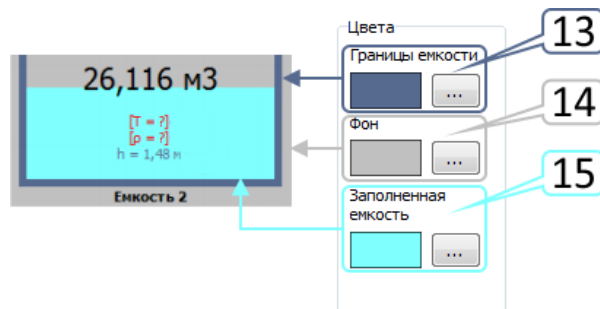 26,116 м3
[T = ?]
[ρ = ?]
h = 1,48 м
Емкость 2
Цвета
Границы емкости
...
Фон
...
Заполненная
емкость
...
13
14
15